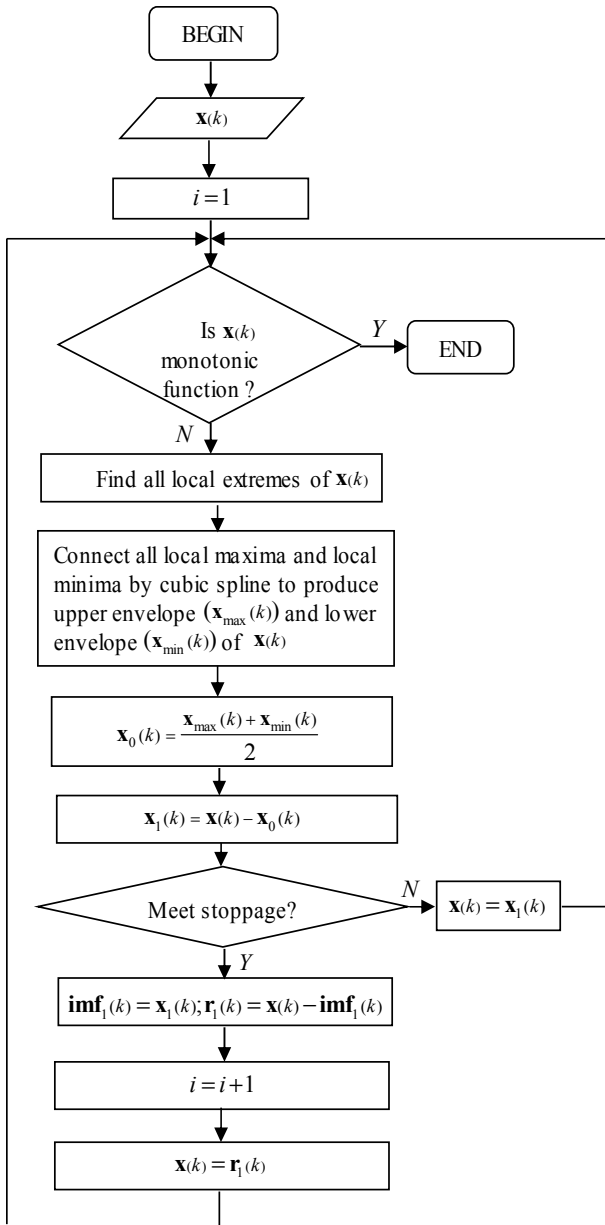 BEGIN
x(k)
i = 1
Is x(k)
monotonic
function ?
Y
END
N
Find all local extremes of x(k)
Connect all local maxima and local
minima by cubic spline to produce
upper envelope (x_max(k)) and lower
envelope (x_min(k)) of x(k)
x_0(k) = (x_max(k) + x_min(k)) / 2
x_1(k) = x(k) − x_0(k)
Meet stoppage?
N
x(k) = x_1(k)
Y
imf_1(k) = x_1(k); r_1(k) = x(k) − imf_1(k)
i = i + 1
x(k) = r_1(k)